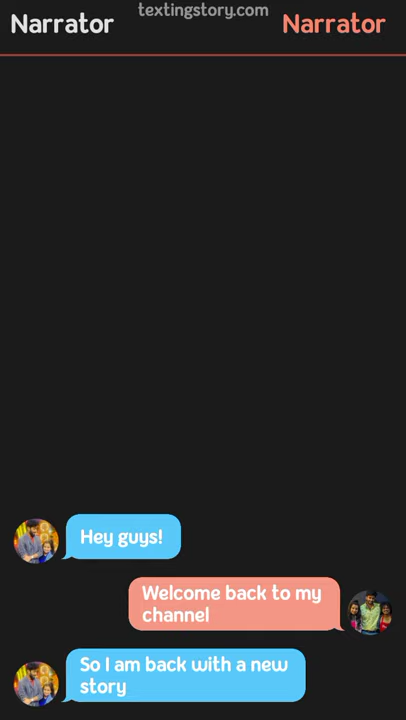 textingstory.com
Narrator
Narrator
Hey guys!
Welcome back to my
channel
So I am back with a new
story